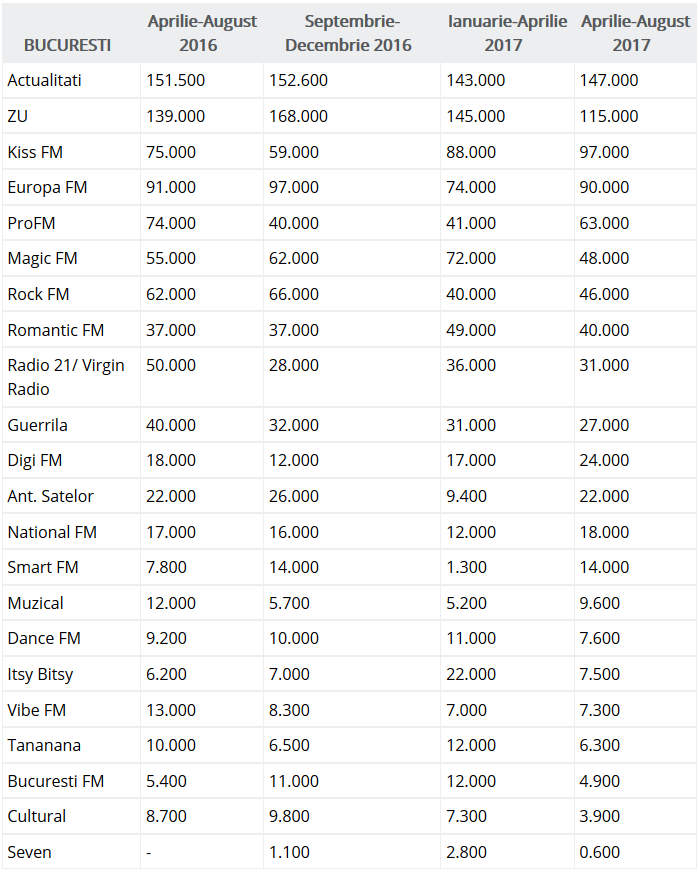 BUCURESTI Aprilie-August 2016 Septembrie-Decembrie 2016 Ianuarie-Aprilie 2017 Aprilie-August 2017
Actualitati 151.500 152.600 143.000 147.000
ZU 139.000 168.000 145.000 115.000
Kiss FM 75.000 59.000 88.000 97.000
Europa FM 91.000 97.000 74.000 90.000
ProFM 74.000 40.000 41.000 63.000
Magic FM 55.000 62.000 72.000 48.000
Rock FM 62.000 66.000 40.000 46.000
Romantic FM 37.000 37.000 49.000 40.000
Radio 21/ Virgin Radio 50.000 28.000 36.000 31.000
Guerrila 40.000 32.000 31.000 27.000
Digi FM 18.000 12.000 17.000 24.000
Ant. Satelor 22.000 26.000 9.400 22.000
National FM 17.000 16.000 12.000 18.000
Smart FM 7.800 14.000 1.300 14.000
Muzical 12.000 5.700 5.200 9.600
Dance FM 9.200 10.000 11.000 7.600
Itsy Bitsy 6.200 7.000 22.000 7.500
Vibe FM 13.000 8.300 7.000 7.300
Tananana 10.000 6.500 12.000 6.300
Bucuresti FM 5.400 11.000 12.000 4.900
Cultural 8.700 9.800 7.300 3.900
Seven - 1.100 2.800 0.600